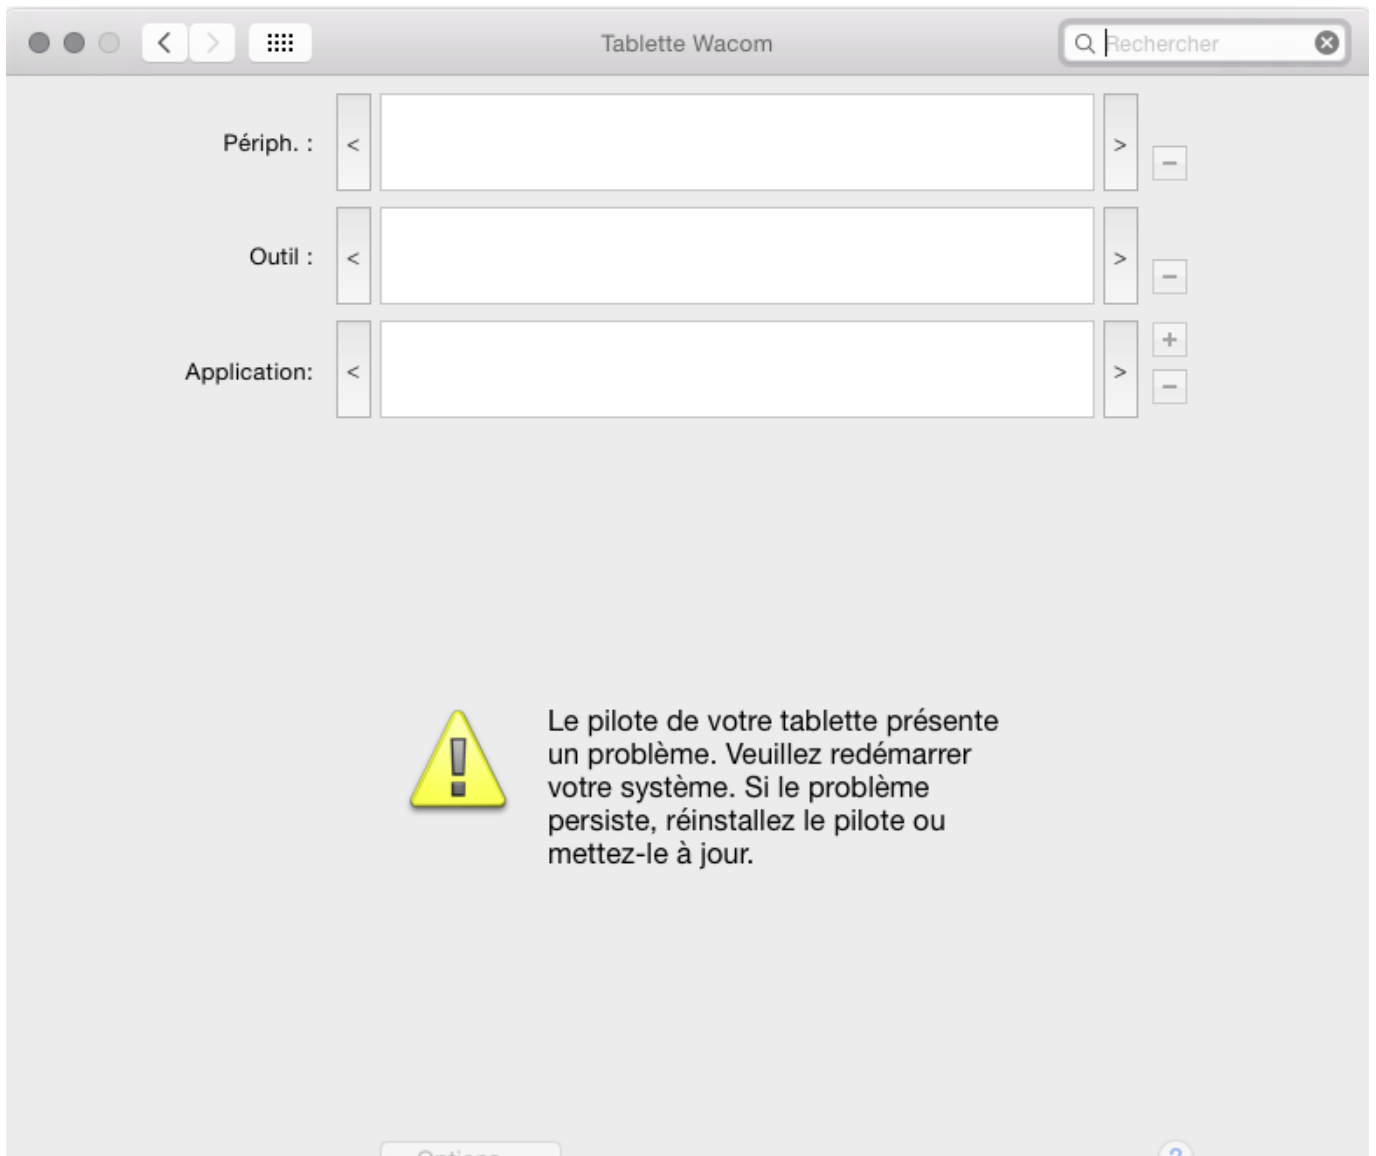 Tablette Wacom
Rechercher
Périph. :
<
>
−
Outil :
<
>
−
Application:
<
>
+
−
Le pilote de votre tablette présente
un problème. Veuillez redémarrer
votre système. Si le problème
persiste, réinstallez le pilote ou
mettez-le à jour.